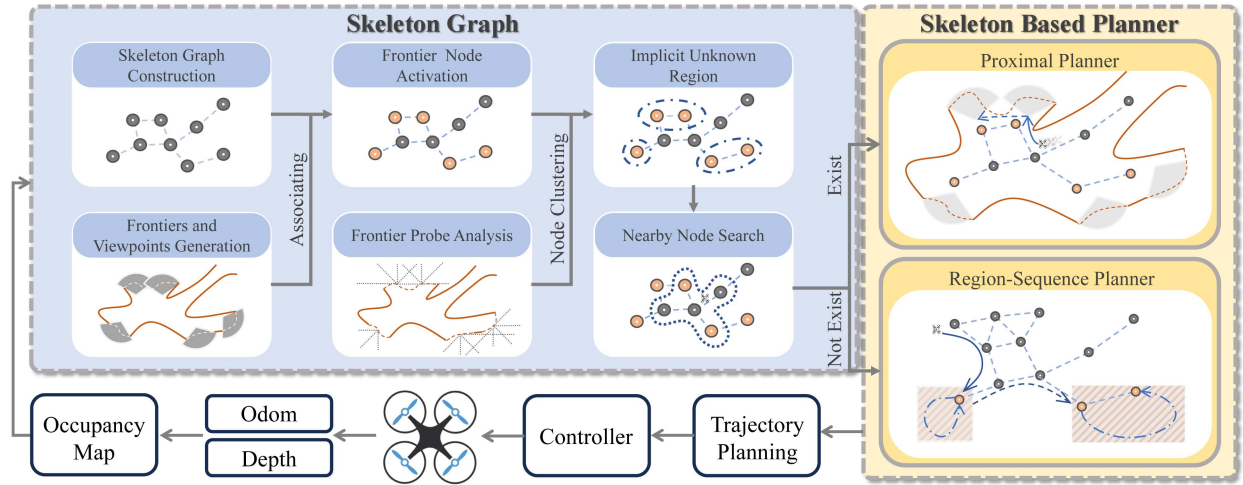 Skeleton Graph
Skeleton Based Planner
Skeleton Graph
Construction
Frontier Node
Activation
Implicit Unknown
Region
Proximal Planner
Associating
Node Clustering
Exist
Frontiers and
Viewpoints Generation
Frontier Probe Analysis
Nearby Node Search
Region-Sequence Planner
Not Exist
Occupancy
Map
Odom
Depth
Controller
Trajectory
Planning